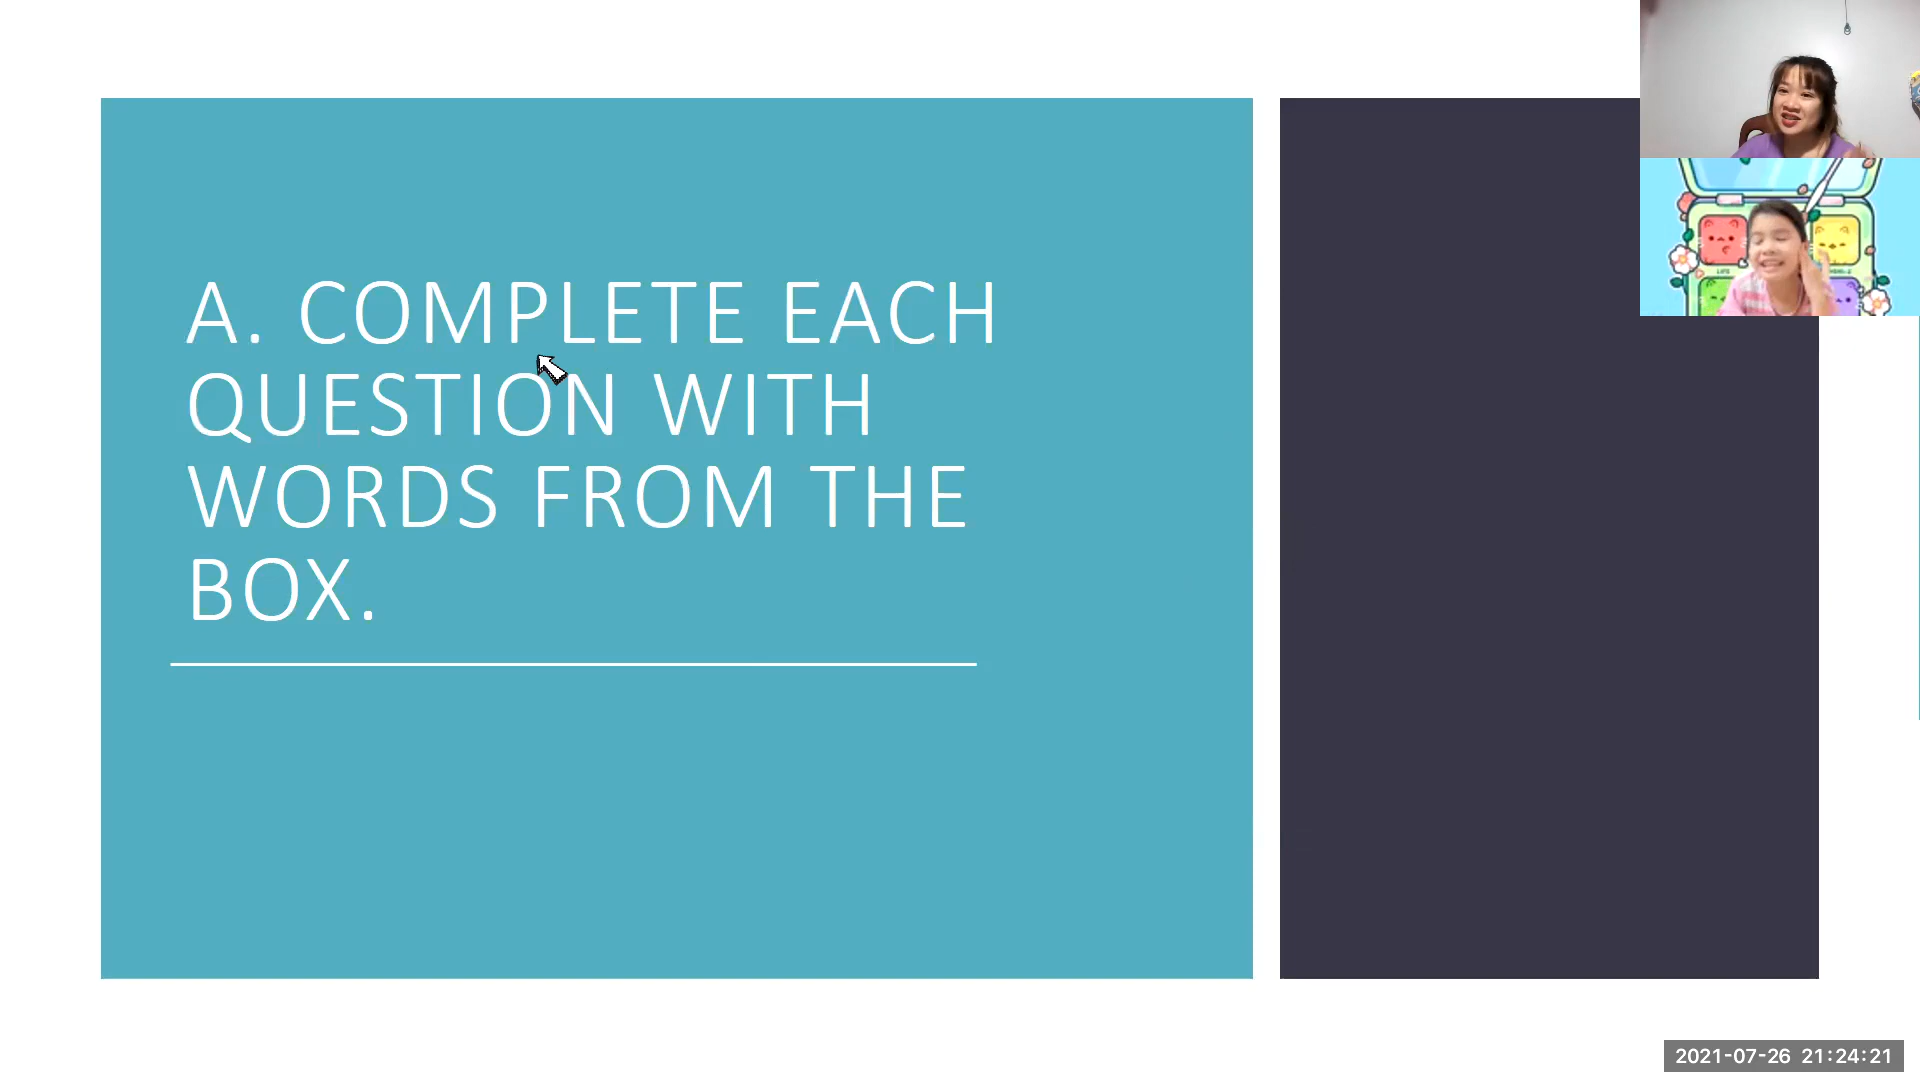 A. COMPLETE EACH
QUESTION WITH
WORDS FROM THE
BOX.
2021-07-26 21:24:21